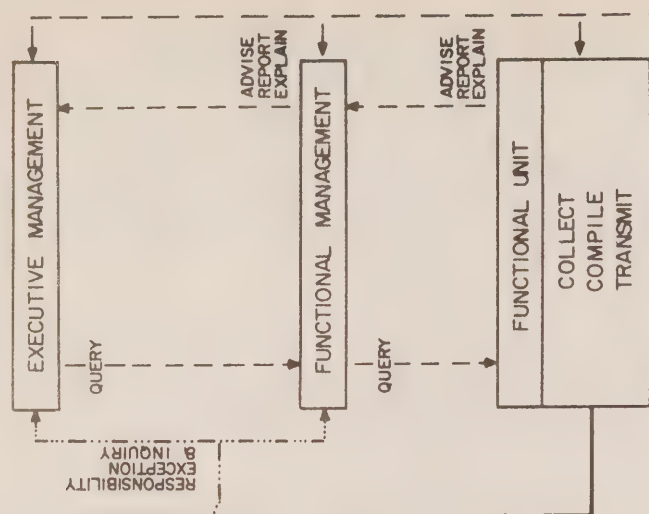 ADVISE
REPORT
EXPLAIN
ADVISE
REPORT
EXPLAIN
EXECUTIVE MANAGEMENT
FUNCTIONAL MANAGEMENT
FUNCTIONAL UNIT
COLLECT
COMPILE
TRANSMIT
QUERY
QUERY
RESPONSIBILITY
EXCEPTION
& INQUIRY